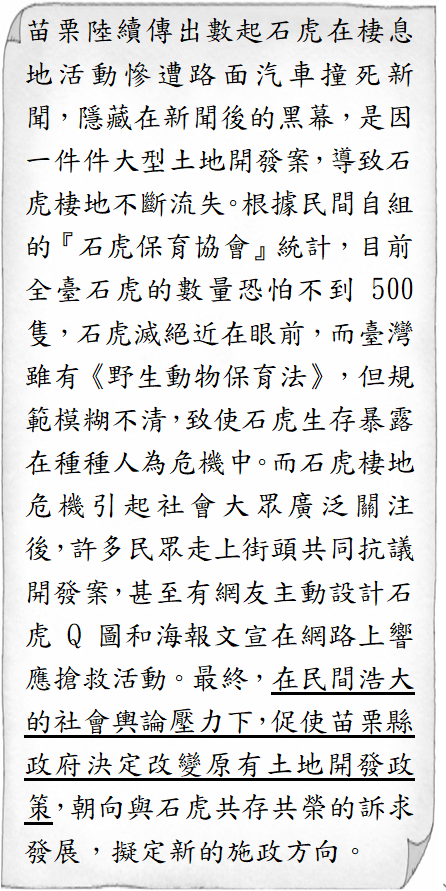 苗栗陸續傳出數起石虎在棲息
地活動慘遭路面汽車撞死新
聞，隱藏在新聞後的黑幕，是因
一件件大型土地開發案，導致石
虎棲地不斷流失。根據民間自組
的『石虎保育協會』統計，目前
全臺石虎的數量恐怕不到 500
隻，石虎滅絕近在眼前，而臺灣
雖有《野生動物保育法》，但規
範模糊不清，致使石虎生存暴露
在種種人為危機中。而石虎棲地
危機引起社會大眾廣泛關注
後，許多民眾走上街頭共同抗議
開發案，甚至有網友主動設計石
虎 Q 圖和海報文宣在網路上響
應搶救活動。最終，在民間浩大
的社會輿論壓力下，促使苗栗縣
政府決定改變原有土地開發政
策，朝向與石虎共存共榮的訴求
發展，擬定新的施政方向。